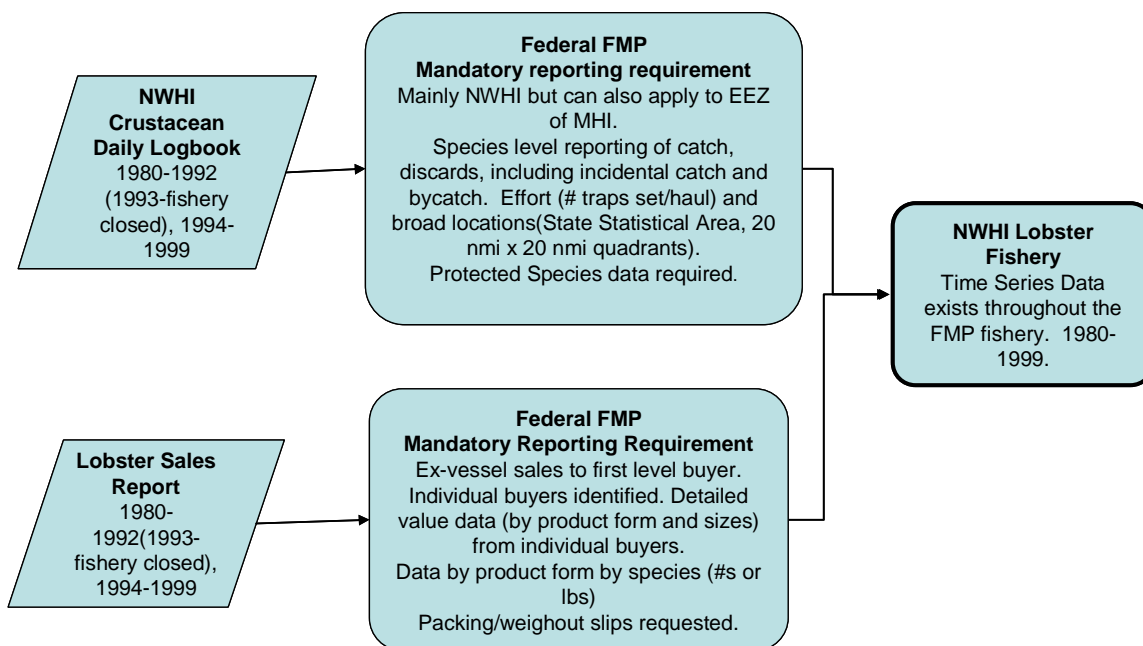 NWHI
Crustacean
Daily Logbook
1980-1992
(1993-fishery
closed), 1994-
1999
Federal FMP
Mandatory reporting requirement
Mainly NWHI but can also apply to EEZ
of MHI.
Species level reporting of catch,
discards, including incidental catch and
bycatch.  Effort (# traps set/haul) and
broad locations(State Statistical Area, 20
nmi x 20 nmi quadrants).
Protected Species data required.
NWHI Lobster
Fishery
Time Series Data
exists throughout the
FMP fishery.  1980-
1999.
Lobster Sales
Report
1980-
1992(1993-
fishery closed),
1994-1999
Federal FMP
Mandatory Reporting Requirement
Ex-vessel sales to first level buyer.
Individual buyers identified. Detailed
value data (by product form and sizes)
from individual buyers.
Data by product form by species (#s or
lbs)
Packing/weighout slips requested.